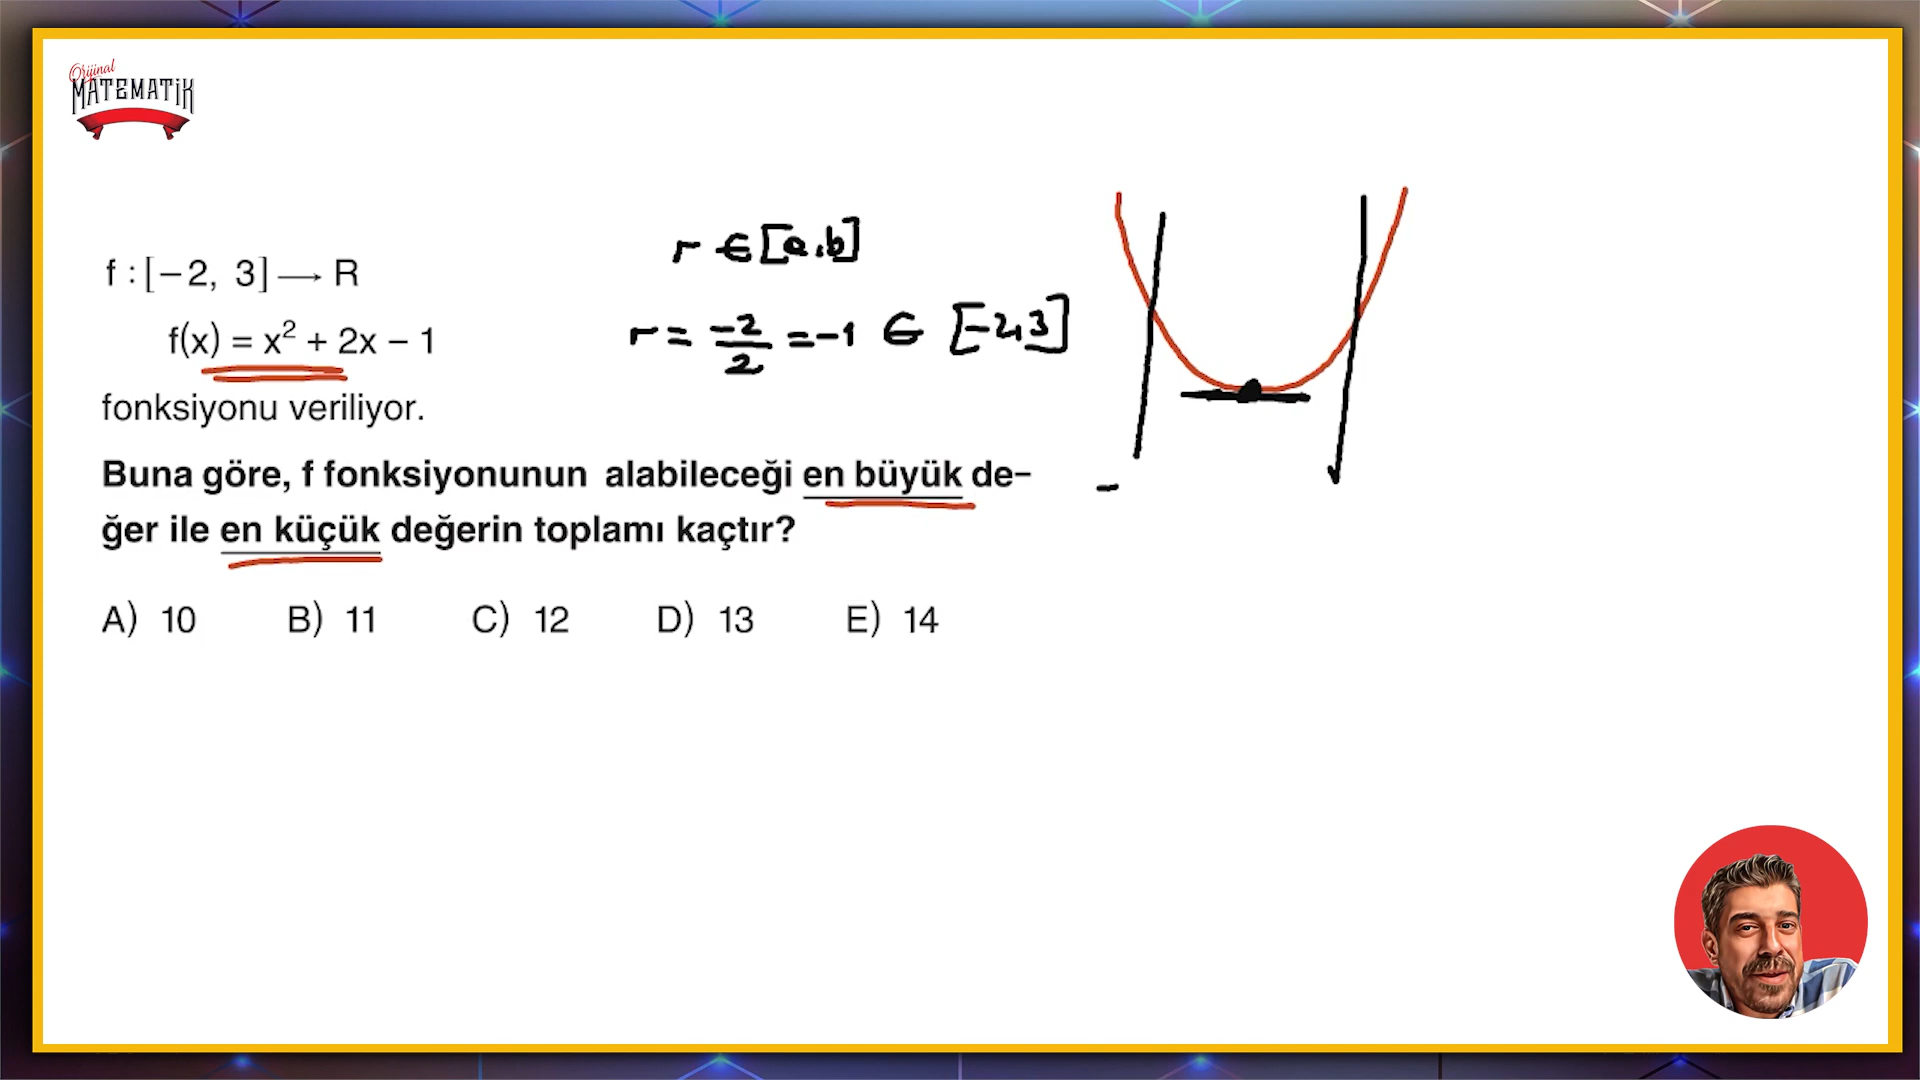 Orijinal
MATEMATİK
f : [−2, 3] ⟶ R
f(x) = x² + 2x − 1
fonksiyonu veriliyor.
Buna göre, f fonksiyonunun alabileceği en büyük de−
ğer ile en küçük değerin toplamı kaçtır?
A) 10 B) 11 C) 12 D) 13 E) 14
r ∈ [a,b]
r = −2/2 = −1 ∈ [−2,3]
−